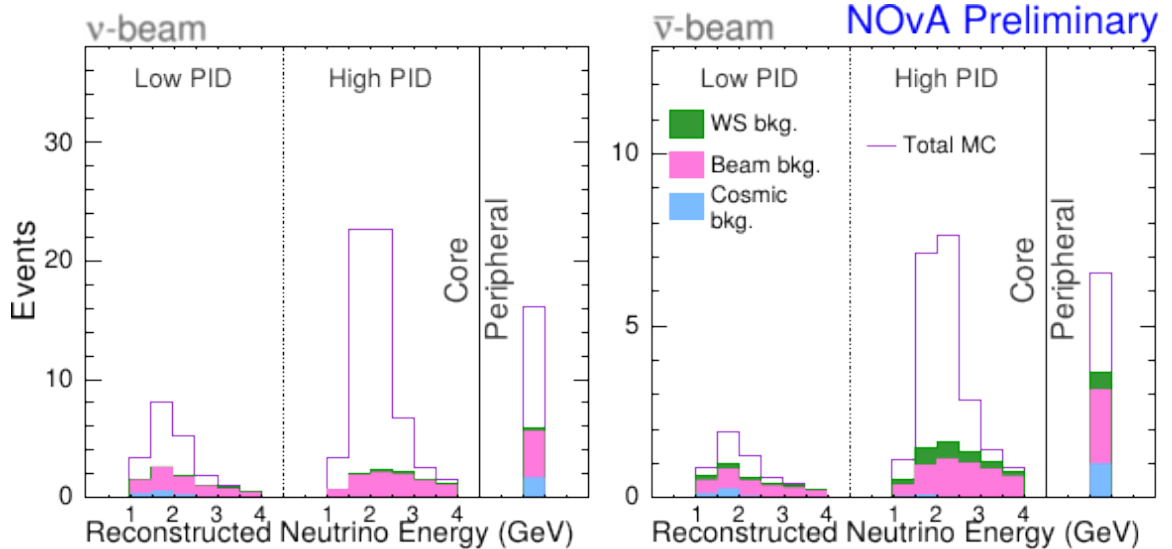 ν-beam
Low PID
High PID
Core
Peripheral
Events
30
20
10
0
1 2 3 4 1 2 3 4
Reconstructed Neutrino Energy (GeV)
ν̅-beam
NOvA Preliminary
Low PID
High PID
WS bkg.
Beam bkg.
Cosmic
bkg.
Total MC
Core
Peripheral
10
5
0
1 2 3 4 1 2 3 4
Reconstructed Neutrino Energy (GeV)